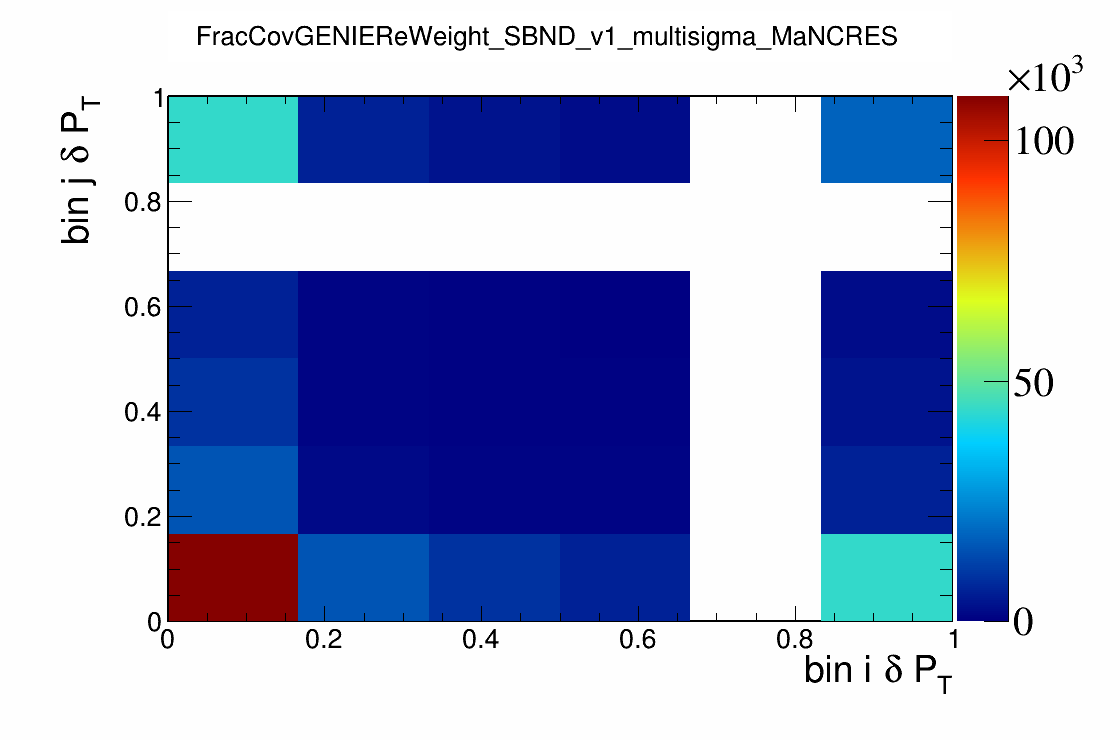 FracCovGENIEReWeight_SBND_v1_multisigma_MaNCRES
×10³
bin j δ P_T
1
0.8
0.6
0.4
0.2
0
0 0.2 0.4 0.6 0.8 1
bin i δ P_T
100
50
0